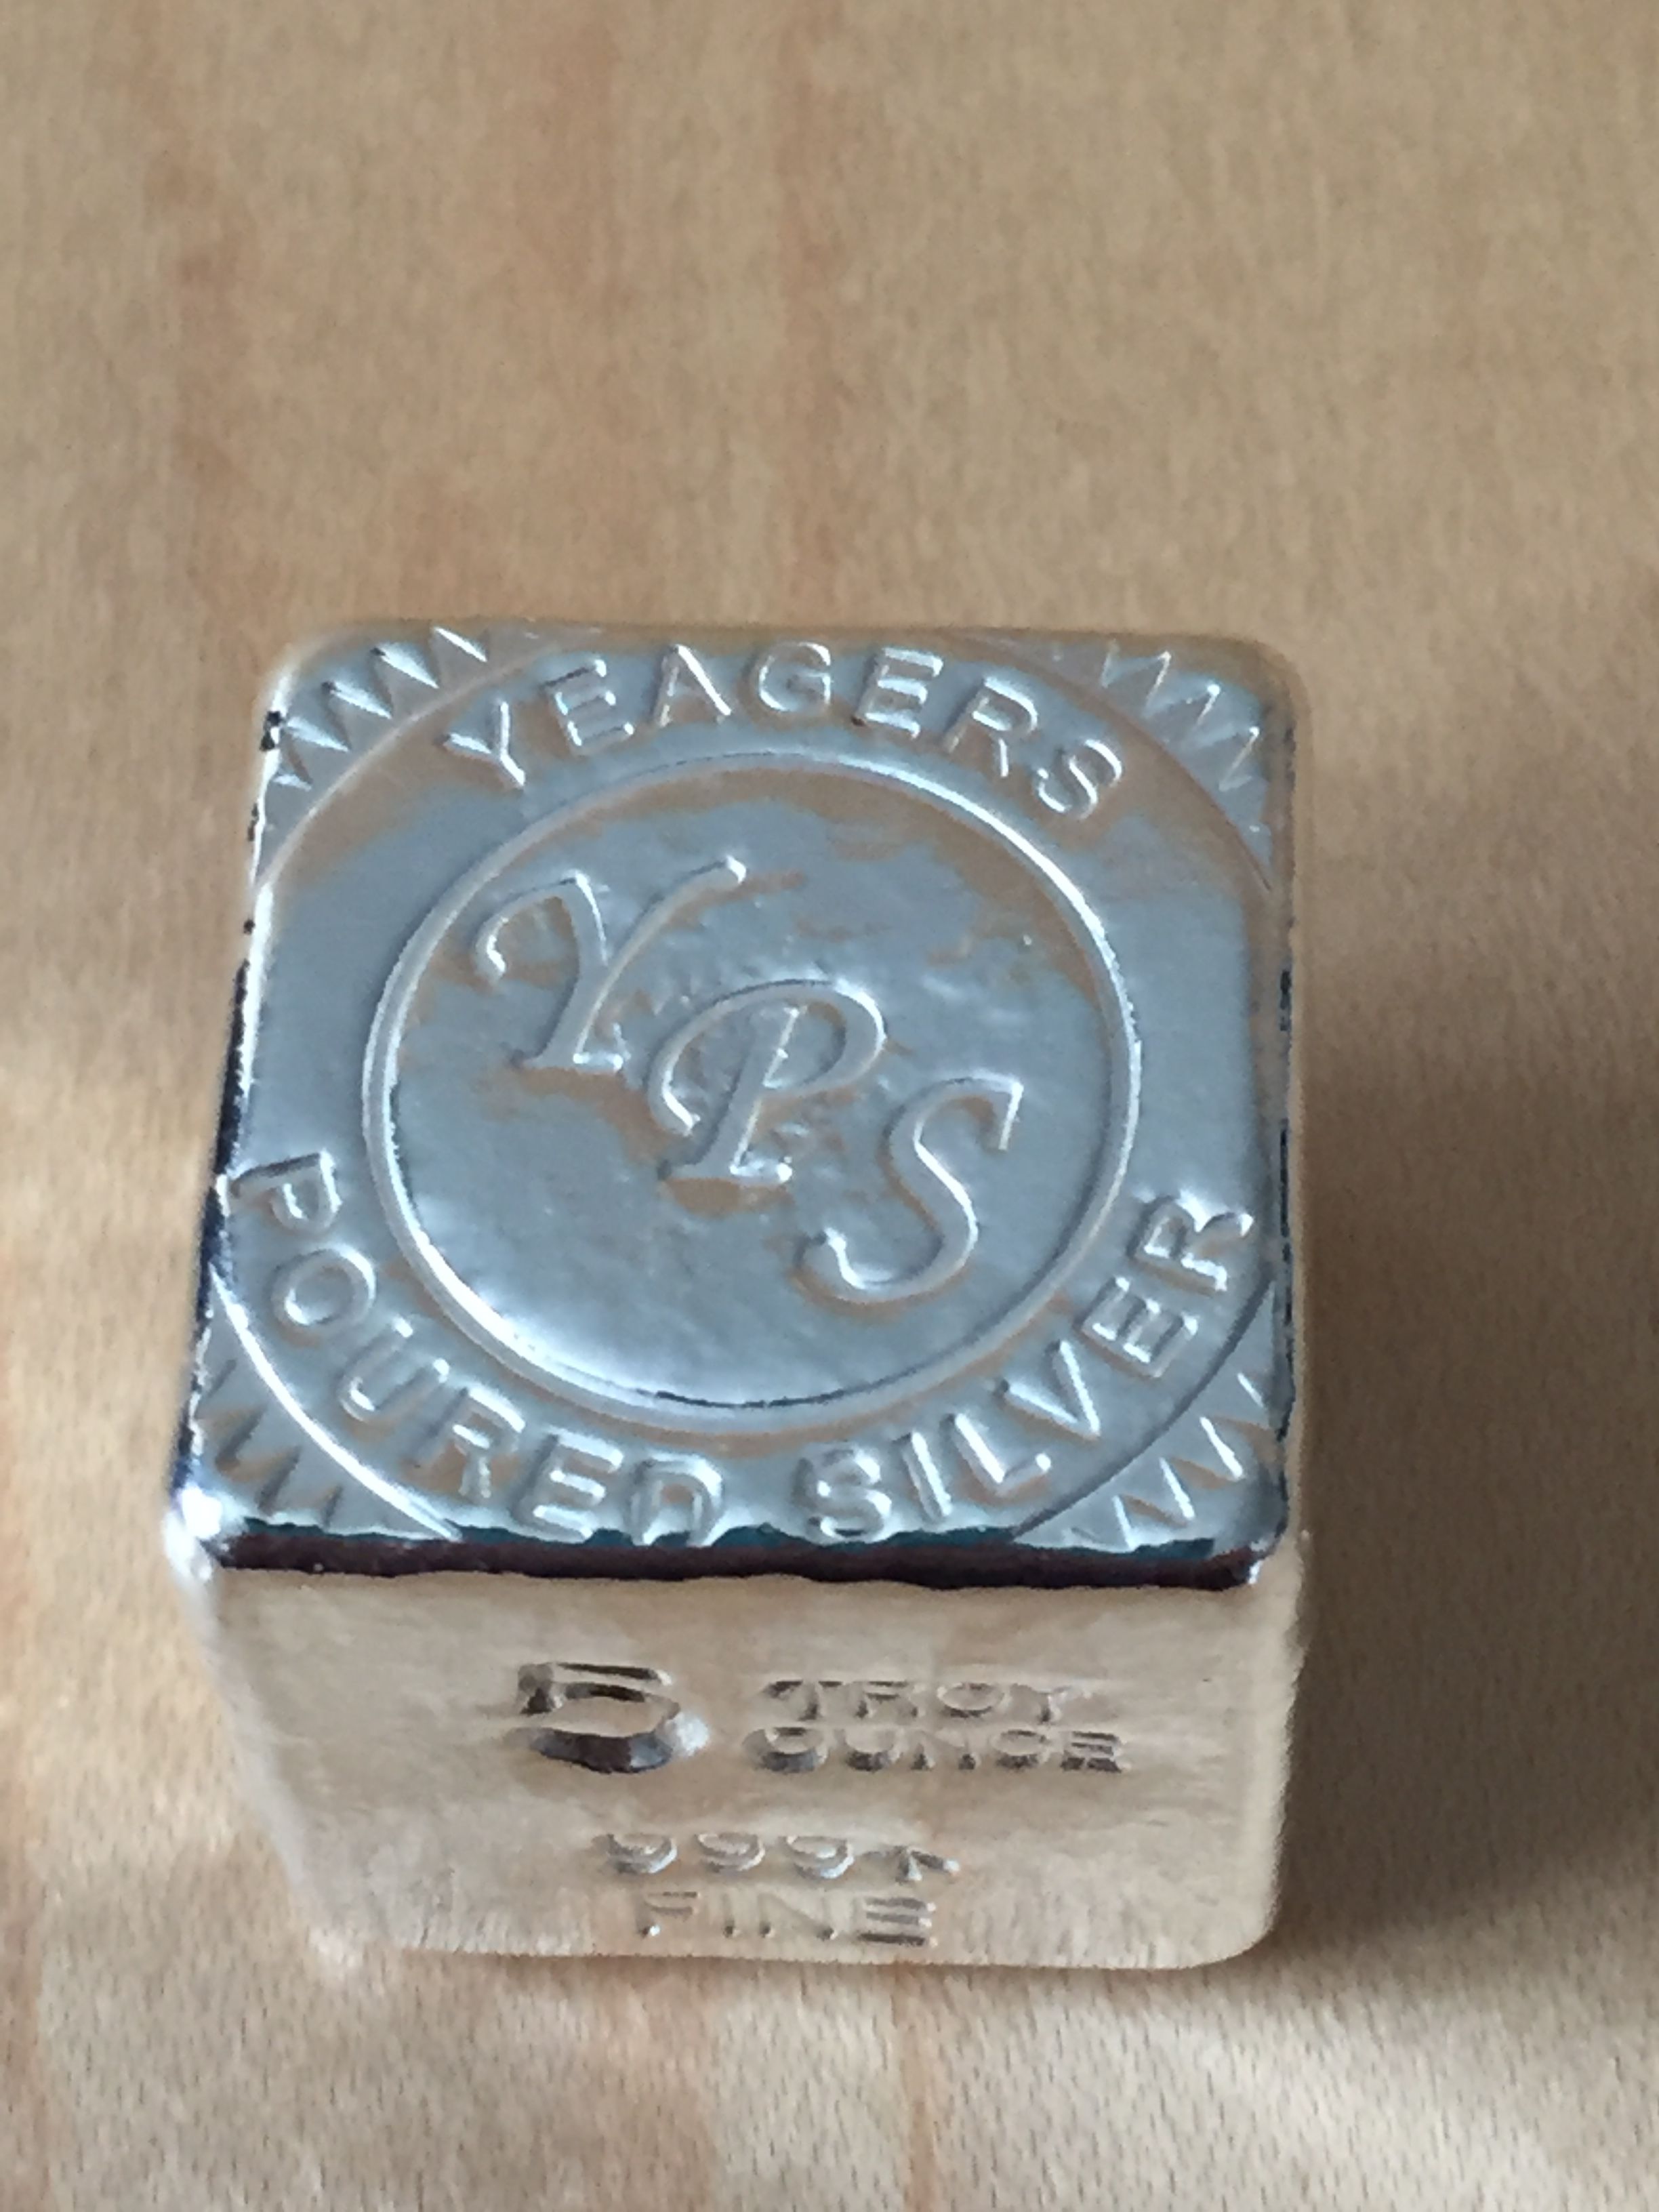 YEAGERS
YPS
POURED SILVER
5 TROY
OUNCE
999+
FINE